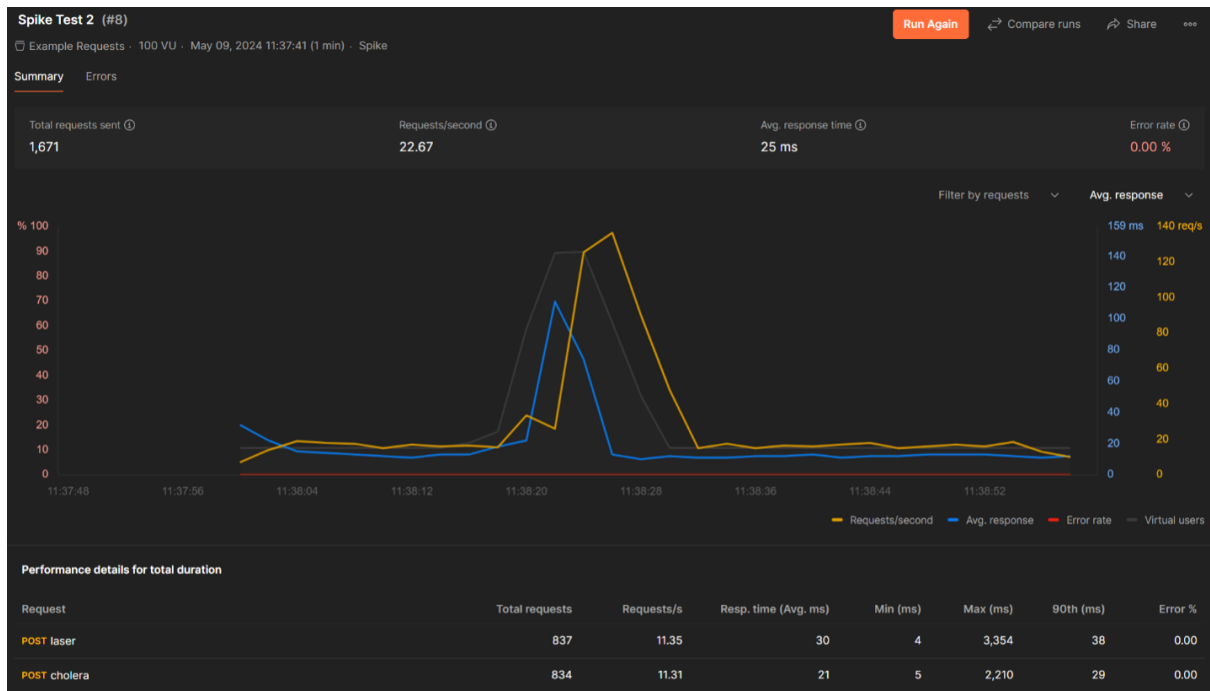 Spike Test 2 (#8)
Run Again Compare runs Share
Example Requests · 100 VU · May 09, 2024 11:37:41 (1 min) · Spike
Summary Errors
Total requests sent Requests/second Avg. response time Error rate
1,671 22.67 25 ms 0.00 %
Filter by requests Avg. response
% 100 159 ms 140 req/s
90 140 120
80 120 100
70 100 80
60 80 60
50 60 40
40 40 20
30 20 0
20 0
10
0
11:37:48 11:37:56 11:38:04 11:38:12 11:38:20 11:38:28 11:38:36 11:38:44 11:38:52
Requests/second Avg. response Error rate Virtual users
Performance details for total duration
Request Total requests Requests/s Resp. time (Avg. ms) Min (ms) Max (ms) 90th (ms) Error %
POST laser 837 11.35 30 4 3,354 38 0.00
POST cholera 834 11.31 21 5 2,210 29 0.00